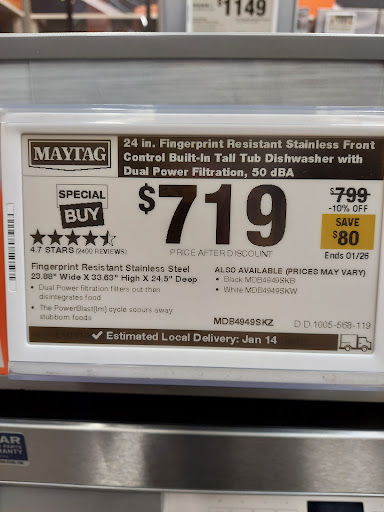 $1149
MAYTAG
24 in. Fingerprint Resistant Stainless Front
Control Built-In Tall Tub Dishwasher with
Dual Power Filtration, 50 dBA
SPECIAL
BUY
$719
$799
-10% OFF
SAVE
$80
Ends 01/26
4.7 STARS (2400 REVIEWS)
PRICE AFTER DISCOUNT
Fingerprint Resistant Stainless Steel
23.88" Wide X 33.63" High X 24.5" Deep
• Dual Power filtration filters out then
disintegrates food
• The PowerBlast(tm) cycle scours away
stubborn foods
ALSO AVAILABLE (PRICES MAY VARY)
• Black MDB4949SKB
• White MDB4949SKW
MDB4949SKZ
D.D.1005-568-119
✓ Estimated Local Delivery: Jan 14